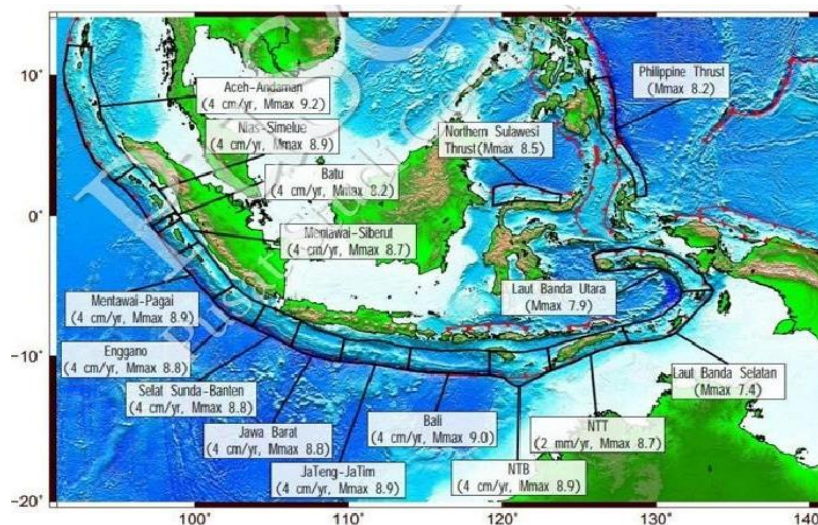 10°
0°
-10°
-20°
Aceh-Andaman
(4 cm/yr, Mmax 9.2)
Nias-Simelue
(4 cm/yr, Mmax 8.9)
Batu
(4 cm/yr, Mmax 8.2)
Mentawai-Siberut
(4 cm/yr, Mmax 8.7)
Mentawai-Pagai
(4 cm/yr, Mmax 8.9)
Enggano
(4 cm/yr, Mmax 8.8)
Selat Sunda-Banten
(4 cm/yr, Mmax 8.8)
Jawa Barat
(4 cm/yr, Mmax 8.8)
JaTeng-JaTim
(4 cm/yr, Mmax 8.9)
Bali
(4 cm/yr, Mmax 9.0)
NTB
(4 cm/yr, Mmax 8.9)
NTT
(2 mm/yr, Mmax 8.7)
Laut Banda Selatan
(Mmax 7.4)
Laut Banda Utara
(Mmax 7.9)
Northern Sulawesi
Thrust(Mmax 8.5)
Philippine Thrust
(Mmax 8.2)
100°
110°
120°
130°
140